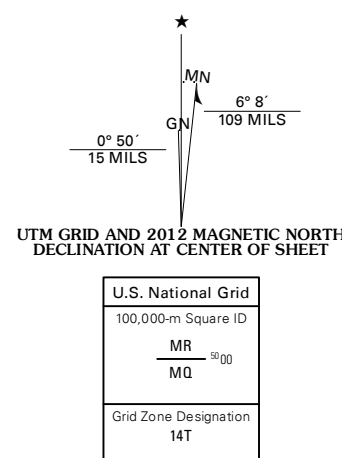 ★
MN
GN
6° 8´
109 MILS
0° 50´
15 MILS
UTM GRID AND 2012 MAGNETIC NORTH
DECLINATION AT CENTER OF SHEET
U.S. National Grid
100,000-m Square ID
MR
5000
MQ
Grid Zone Designation
14T